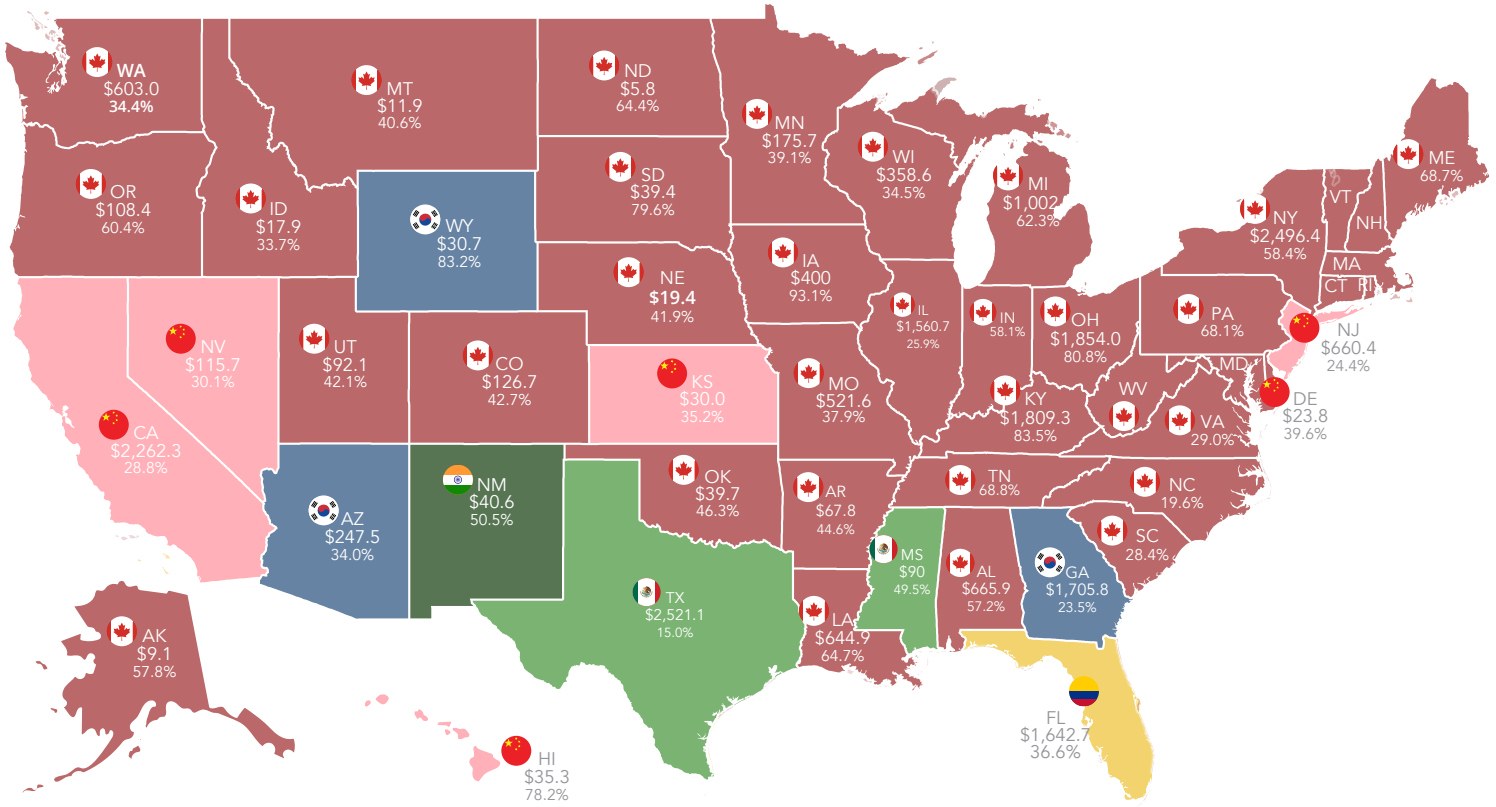 WA
$603.0
34.4%
MT
$11.9
40.6%
ND
$5.8
64.4%
MN
$175.7
39.1%
WI
$358.6
34.5%
MI
$1,002
62.3%
ME
68.7%
OR
$108.4
60.4%
ID
$17.9
33.7%
WY
$30.7
83.2%
SD
$39.4
79.6%
NY
$2,496.4
58.4%
VT
NH
MA
CT RI
NE
$19.4
41.9%
IA
$400
93.1%
IL
$1,560.7
25.9%
IN
58.1%
OH
$1,854.0
80.8%
PA
68.1%
NJ
$660.4
24.4%
NV
$115.7
30.1%
UT
$92.1
42.1%
CO
$126.7
42.7%
KS
$30.0
35.2%
MO
$521.6
37.9%
KY
$1,809.3
83.5%
WV
MD
VA
29.0%
DE
$23.8
39.6%
CA
$2,262.3
28.8%
AZ
$247.5
34.0%
NM
$40.6
50.5%
OK
$39.7
46.3%
AR
$67.8
44.6%
TN
68.8%
NC
19.6%
SC
28.4%
TX
$2,521.1
15.0%
LA
$644.9
64.7%
MS
$90
49.5%
AL
$665.9
57.2%
GA
$1,705.8
23.5%
AK
$9.1
57.8%
HI
$35.3
78.2%
FL
$1,642.7
36.6%